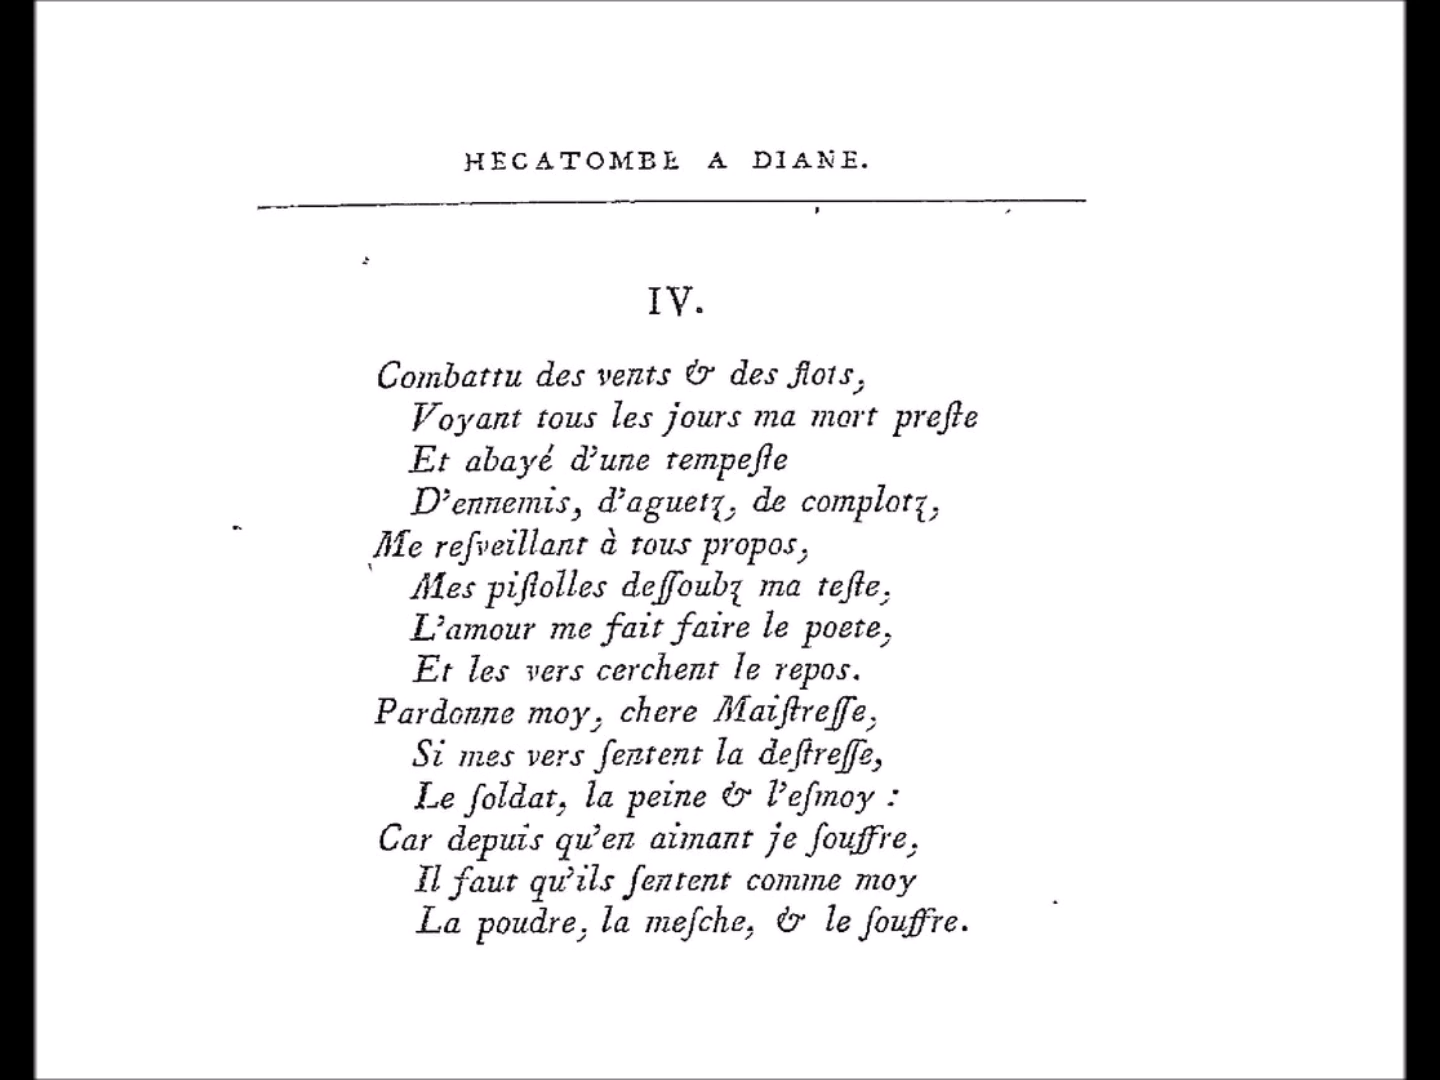 HECATOMBE A DIANE.
IV.
Combattu des vents & des flots,
Voyant tous les jours ma mort preſte
Et abayé d'une tempeſte
D'ennemis, d'aguetz, de complotz,
Me reſveillant à tous propos,
Mes piſtolles deſſoubz ma teſte,
L'amour me fait faire le poete,
Et les vers cerchent le repos.
Pardonne moy, chere Maiſtreſſe,
Si mes vers ſentent la deſtreſſe,
Le ſoldat, la peine & l'eſmoy :
Car depuis qu'en aimant je ſouffre,
Il faut qu'ils ſentent comme moy
La poudre, la meſche, & le ſouffre.